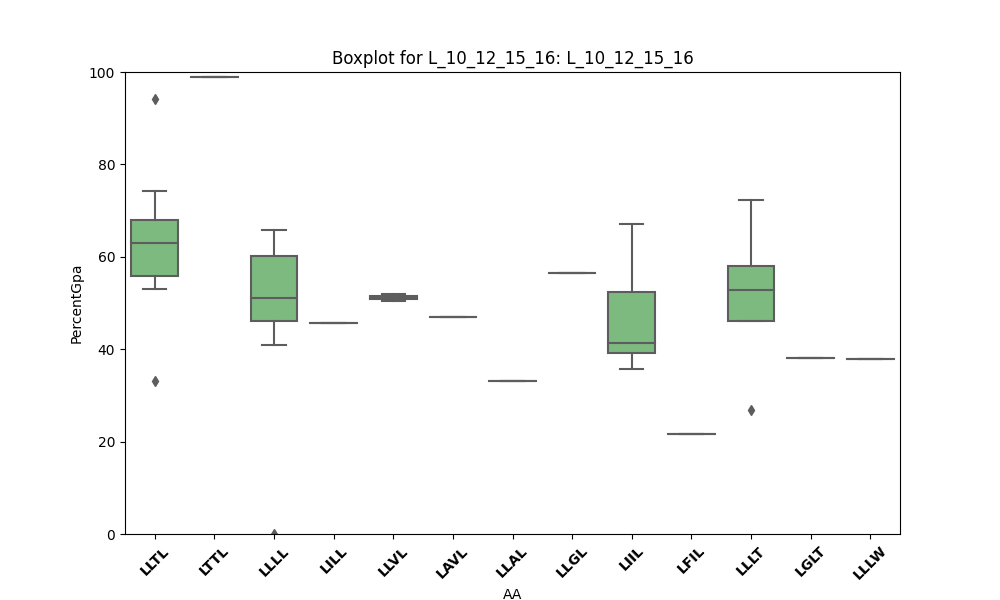 Boxplot for L_10_12_15_16: L_10_12_15_16
PercentGpa
100
80
60
40
20
0
LLTL LTTL LLLL LILL LLVL LAVL LLAL LLGL LIIL LFIL LLLT LGLT LLLW
AA